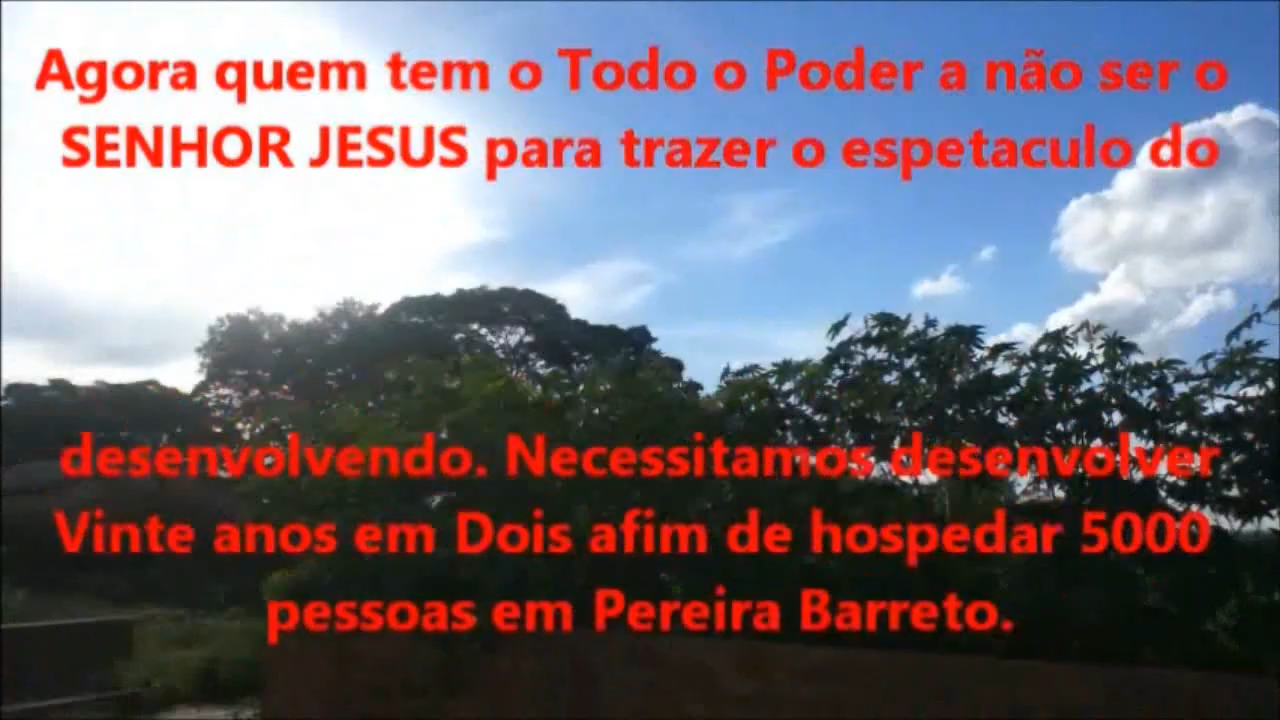 Agora quem tem o Todo o Poder a não ser o
SENHOR JESUS para trazer o espetaculo do
desenvolvendo. Necessitamos desenvolver
Vinte anos em Dois afim de hospedar 5000
pessoas em Pereira Barreto.